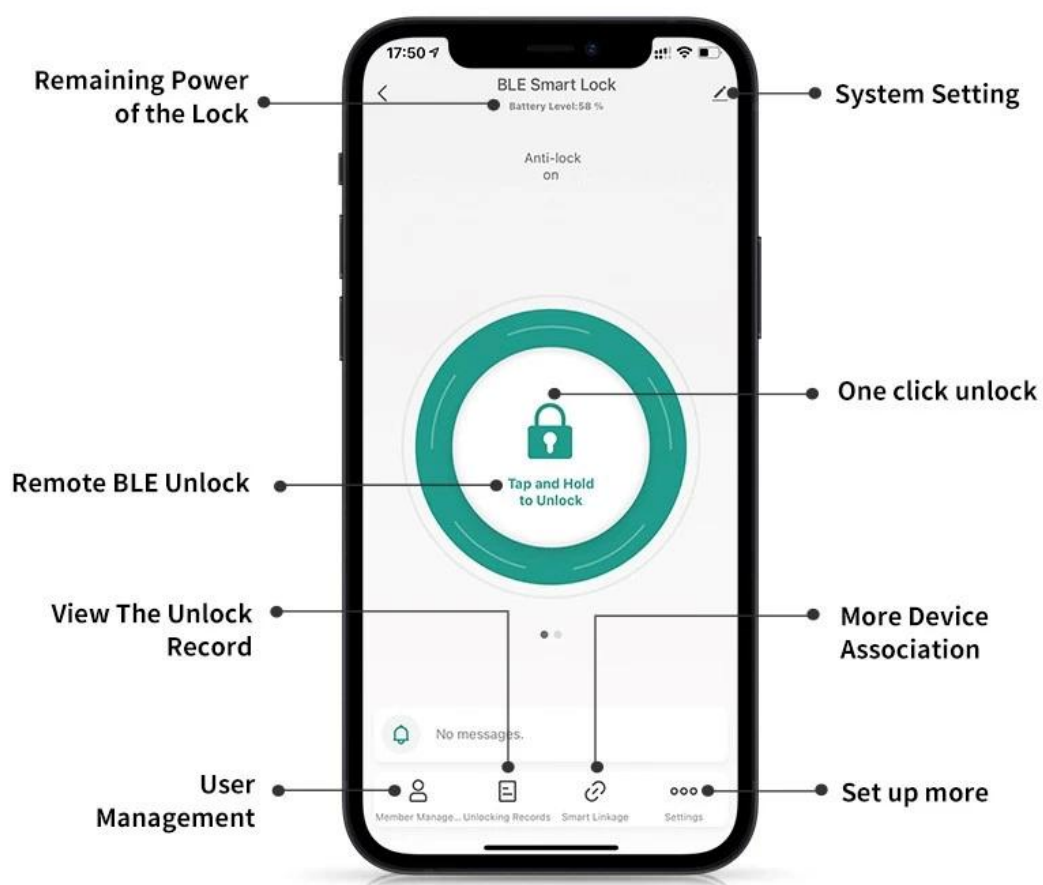 17:50
Remaining Power
of the Lock
BLE Smart Lock
Battery Level:58 %
System Setting
Anti-lock
on
One click unlock
Remote BLE Unlock
Tap and Hold
to Unlock
View The Unlock
Record
More Device
Association
No messages.
User
Management
Set up more
Member Manage...
Unlocking Records
Smart Linkage
Settings